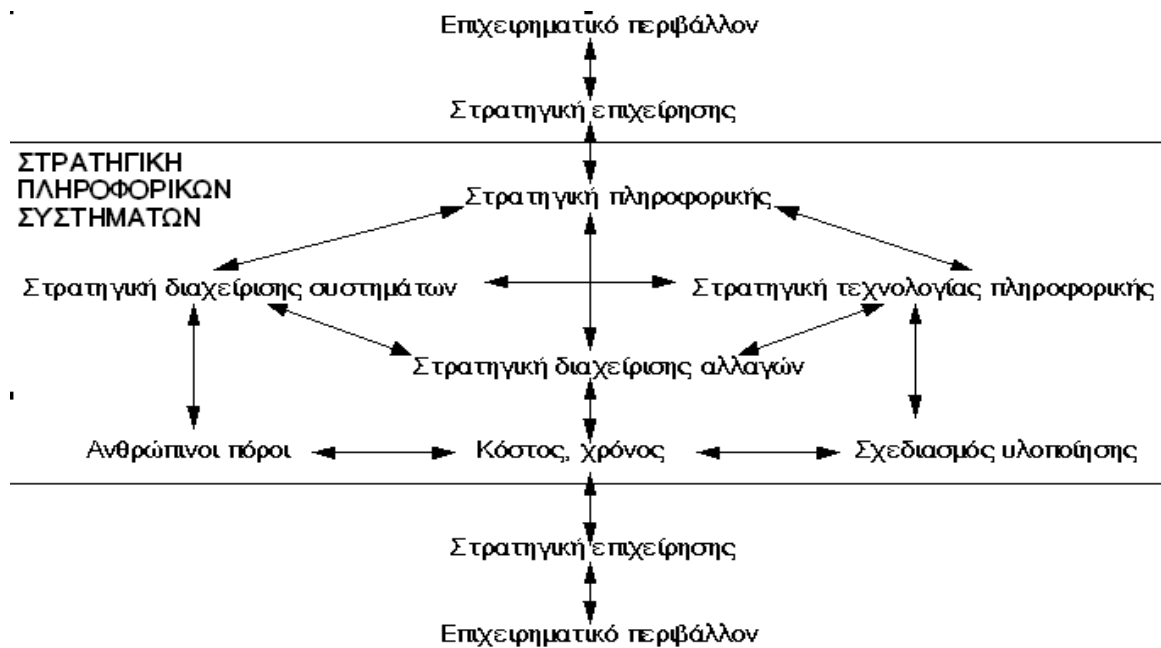 Επιχειρηματικό περιβάλλον
Στρατηγική επιχείρησης
ΣΤΡΑΤΗΓΙΚΗ
ΠΛΗΡΟΦΟΡΙΚΩΝ
ΣΥΣΤΗΜΑΤΩΝ
Στρατηγική πληροφορικής
Στρατηγική διαχείρισης συστημάτων
Στρατηγική τεχνολογίας πληροφορικής
Στρατηγική διαχείρισης αλλαγών
Ανθρώπινοι πόροι
Κόστος, χρόνος
Σχεδιασμός υλοποίησης
Στρατηγική επιχείρησης
Επιχειρηματικό περιβάλλον